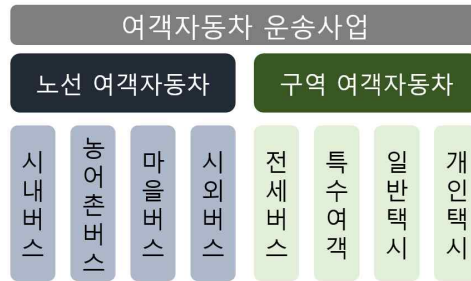 여객자동차 운송사업
노선 여객자동차
구역 여객자동차
시내버스
농어촌버스
마을버스
시외버스
전세버스
특수여객
일반택시
개인택시